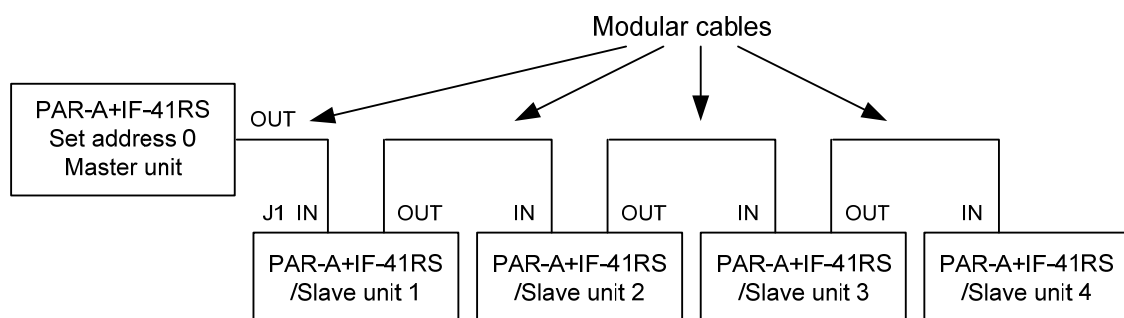 Modular cables
PAR-A+IF-41RS
Set address 0
Master unit
OUT
J1 IN
OUT
IN
OUT
IN
OUT
IN
PAR-A+IF-41RS
/Slave unit 1
PAR-A+IF-41RS
/Slave unit 2
PAR-A+IF-41RS
/Slave unit 3
PAR-A+IF-41RS
/Slave unit 4